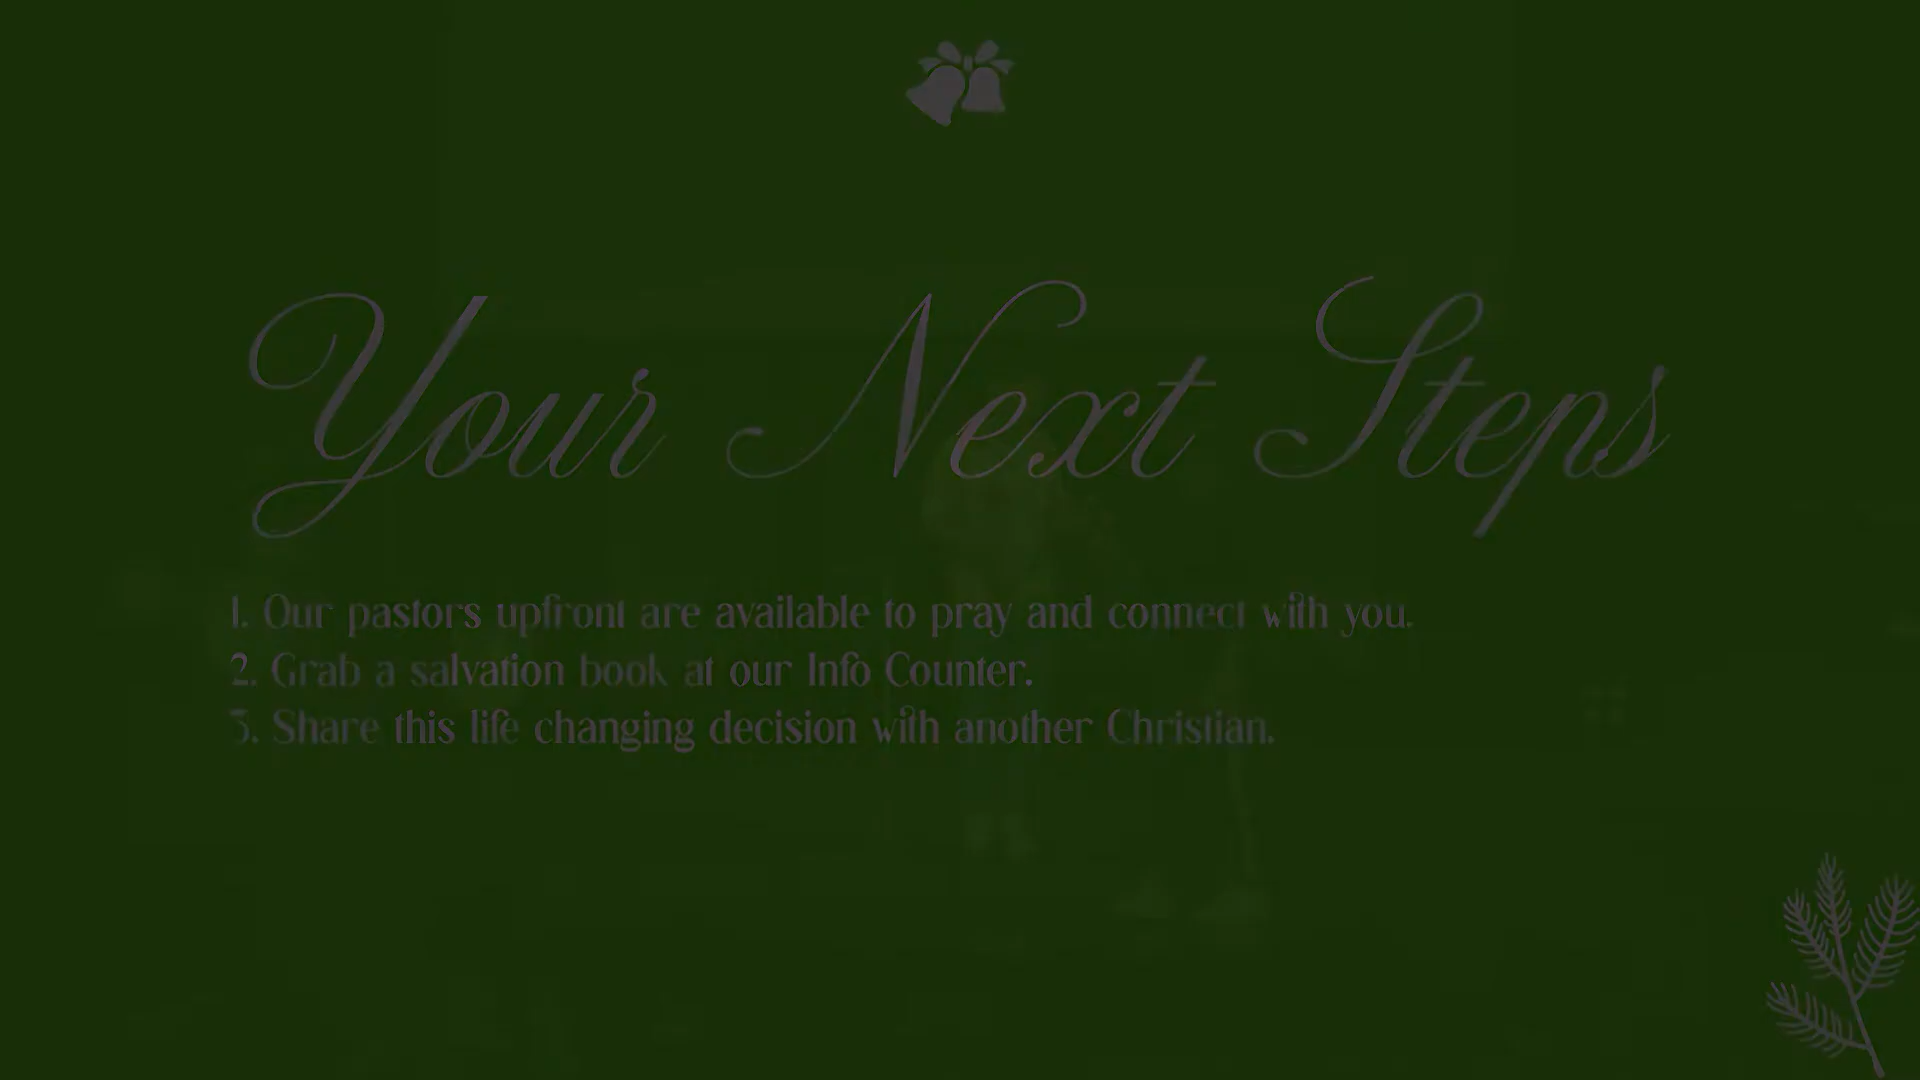 Your Next Steps
1. Our pastors upfront are available to pray and connect with you.
2. Grab a salvation book at our Info Counter.
3. Share this life changing decision with another Christian.